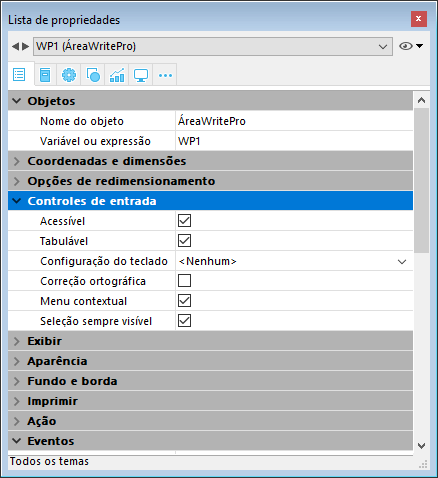 Lista de propriedades
WP1 (ÁreaWritePro)
Objetos
Nome do objeto ÁreaWritePro
Variável ou expressão WP1
Coordenadas e dimensões
Opções de redimensionamento
Controles de entrada
Acessível
Tabulável
Configuração do teclado <Nenhum>
Correção ortográfica
Menu contextual
Seleção sempre visível
Exibir
Aparência
Fundo e borda
Imprimir
Ação
Eventos
Todos os temas